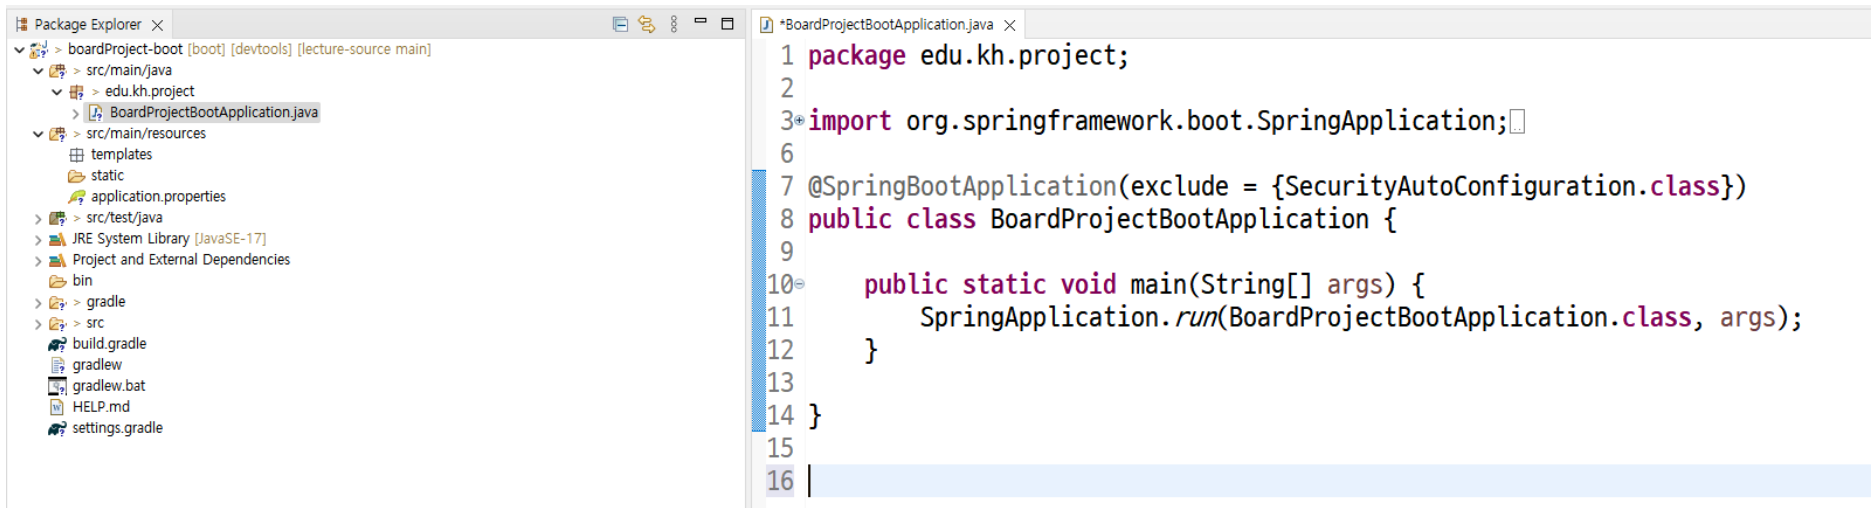 Package Explorer
> boardProject-boot [boot] [devtools] [lecture-source main]
> src/main/java
> edu.kh.project
BoardProjectBootApplication.java
> src/main/resources
templates
static
application.properties
> src/test/java
JRE System Library [JavaSE-17]
Project and External Dependencies
bin
> gradle
> src
build.gradle
gradlew
gradlew.bat
HELP.md
settings.gradle
*BoardProjectBootApplication.java
1 package edu.kh.project;
2
3 import org.springframework.boot.SpringApplication;
6
7 @SpringBootApplication(exclude = {SecurityAutoConfiguration.class})
8 public class BoardProjectBootApplication {
9
10 public static void main(String[] args) {
11 SpringApplication.run(BoardProjectBootApplication.class, args);
12 }
13
14 }
15
16